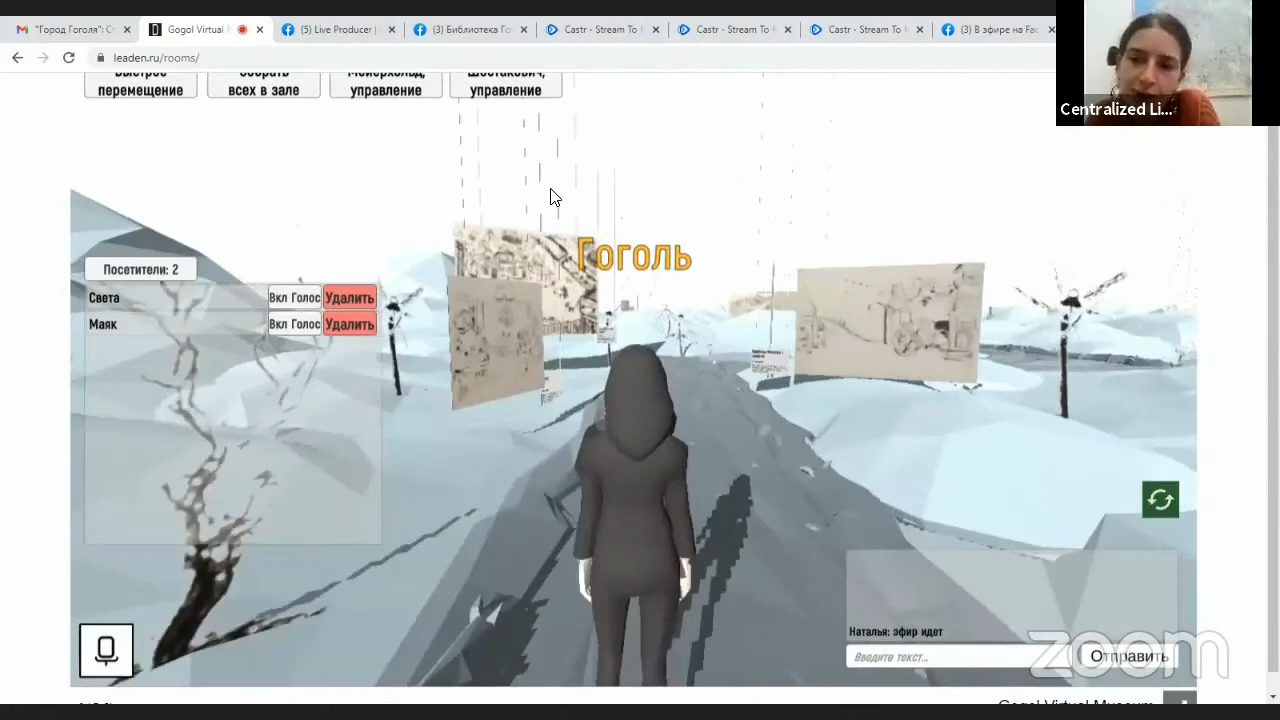 "Город Гоголя": С
Gogol Virtual M
(5) Live Producer |
(3) Библиотека Го
Castr - Stream To M
Castr - Stream To M
Castr - Stream To M
(3) В эфире на Fac
leaden.ru/rooms/
Centralized Li...
Быстрое
перемещение
Собрать
всех в зале
Мейерхольд,
управление
Шостакович,
управление
Гоголь
Посетители: 2
Света
Вкл Голос
Удалить
Маяк
Вкл Голос
Удалить
Наталья: эфир идет
Введите текст...
Отправить
zoom
Gogol Virtual Museum